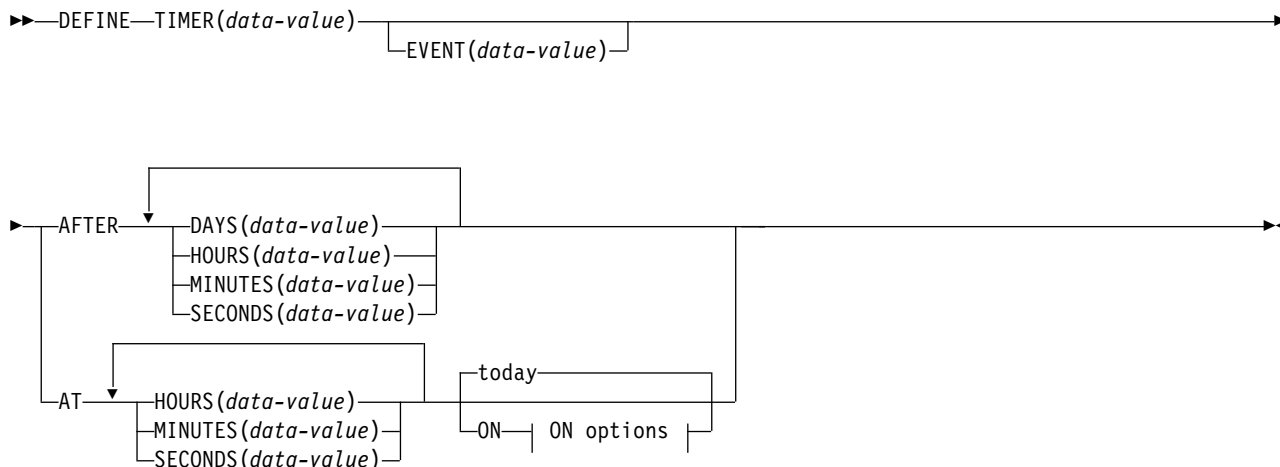 DEFINE TIMER(data-value)
EVENT(data-value)
AFTER DAYS(data-value)
HOURS(data-value)
MINUTES(data-value)
SECONDS(data-value)
today
AT HOURS(data-value)
MINUTES(data-value) ON ON options
SECONDS(data-value)